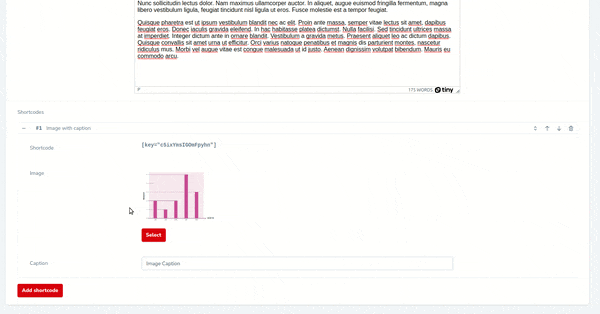 Nunc sollicitudin lectus dolor. Nam maximus ullamcorper auctor. In aliquet, augue euismod fringilla fermentum, magna
libero vestibulum ligula, feugiat tincidunt nisl ligula ut eros. Fusce molestie est a tempor feugiat.
Quisque pharetra est ut ipsum vestibulum blandit nec ac elit. Proin ante massa, semper vitae lectus sit amet, dapibus
feugiat eros. Donec iaculis gravida eleifend. In hac habitasse platea dictumst. Nulla facilisi. Sed tincidunt ultrices massa
at imperdiet. Integer dictum ante in ornare blandit. Vestibulum a gravida metus. Praesent aliquet leo ac dictum dapibus.
Quisque convallis sit amet urna ut efficitur. Orci varius natoque penatibus et magnis dis parturient montes, nascetur
ridiculus mus. Morbi vel augue vitae est congue malesuada ut id justo. Aenean dignissim volutpat bibendum. Mauris eu
commodo arcu.
P
171 WORDS tiny
Shortcodes
#1 Image with caption
Shortcode
Image
Select
Caption
Image Caption
Add shortcode